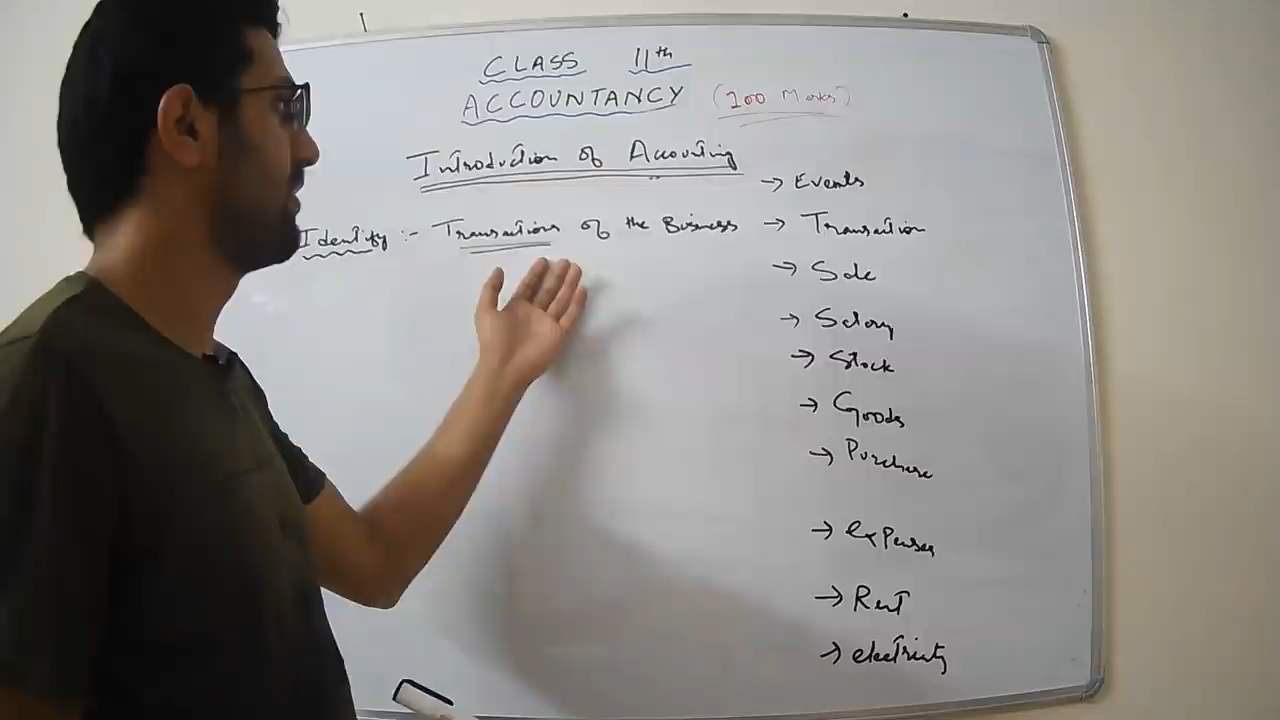 CLASS 11th
ACCOUNTANCY (100 Marks)
Introduction of Accounting
Identify :- Transactions of the Business
→ Events
→ Transaction
→ Sale
→ Salary
→ Stock
→ Goods
→ Purchase
→ exPenses
→ Rent
→ electricity